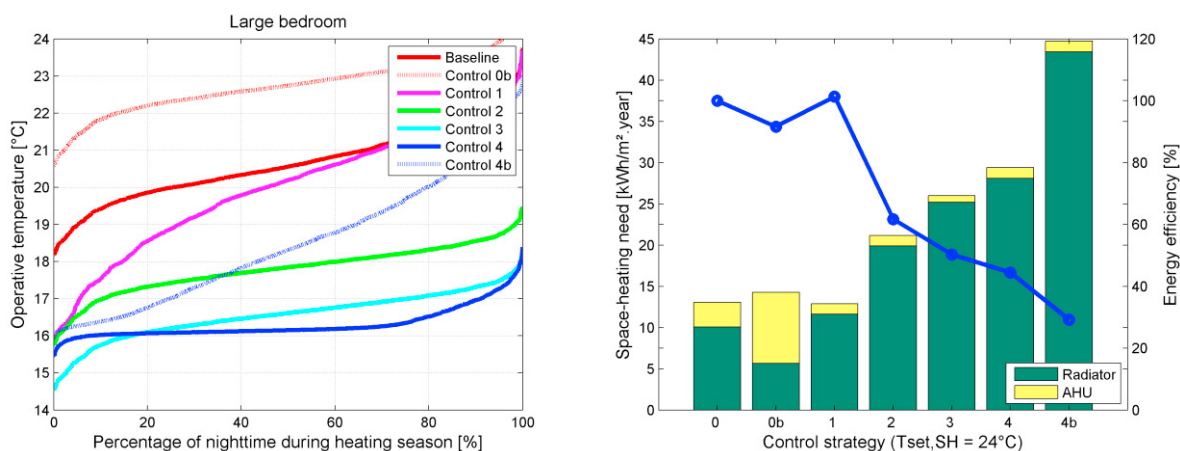 Large bedroom
24
23
22
21
20
19
18
17
16
15
14
Operative temperature [°C]
Baseline
Control 0b
Control 1
Control 2
Control 3
Control 4
Control 4b
0
20
40
60
80
100
Percentage of nighttime during heating season [%]
45
40
35
30
25
20
15
10
5
0
Space-heating need [kWh/m².year]
120
100
80
60
40
20
0
Energy efficiency [%]
Radiator
AHU
0
0b
1
2
3
4
4b
Control strategy (Tset,SH = 24°C)